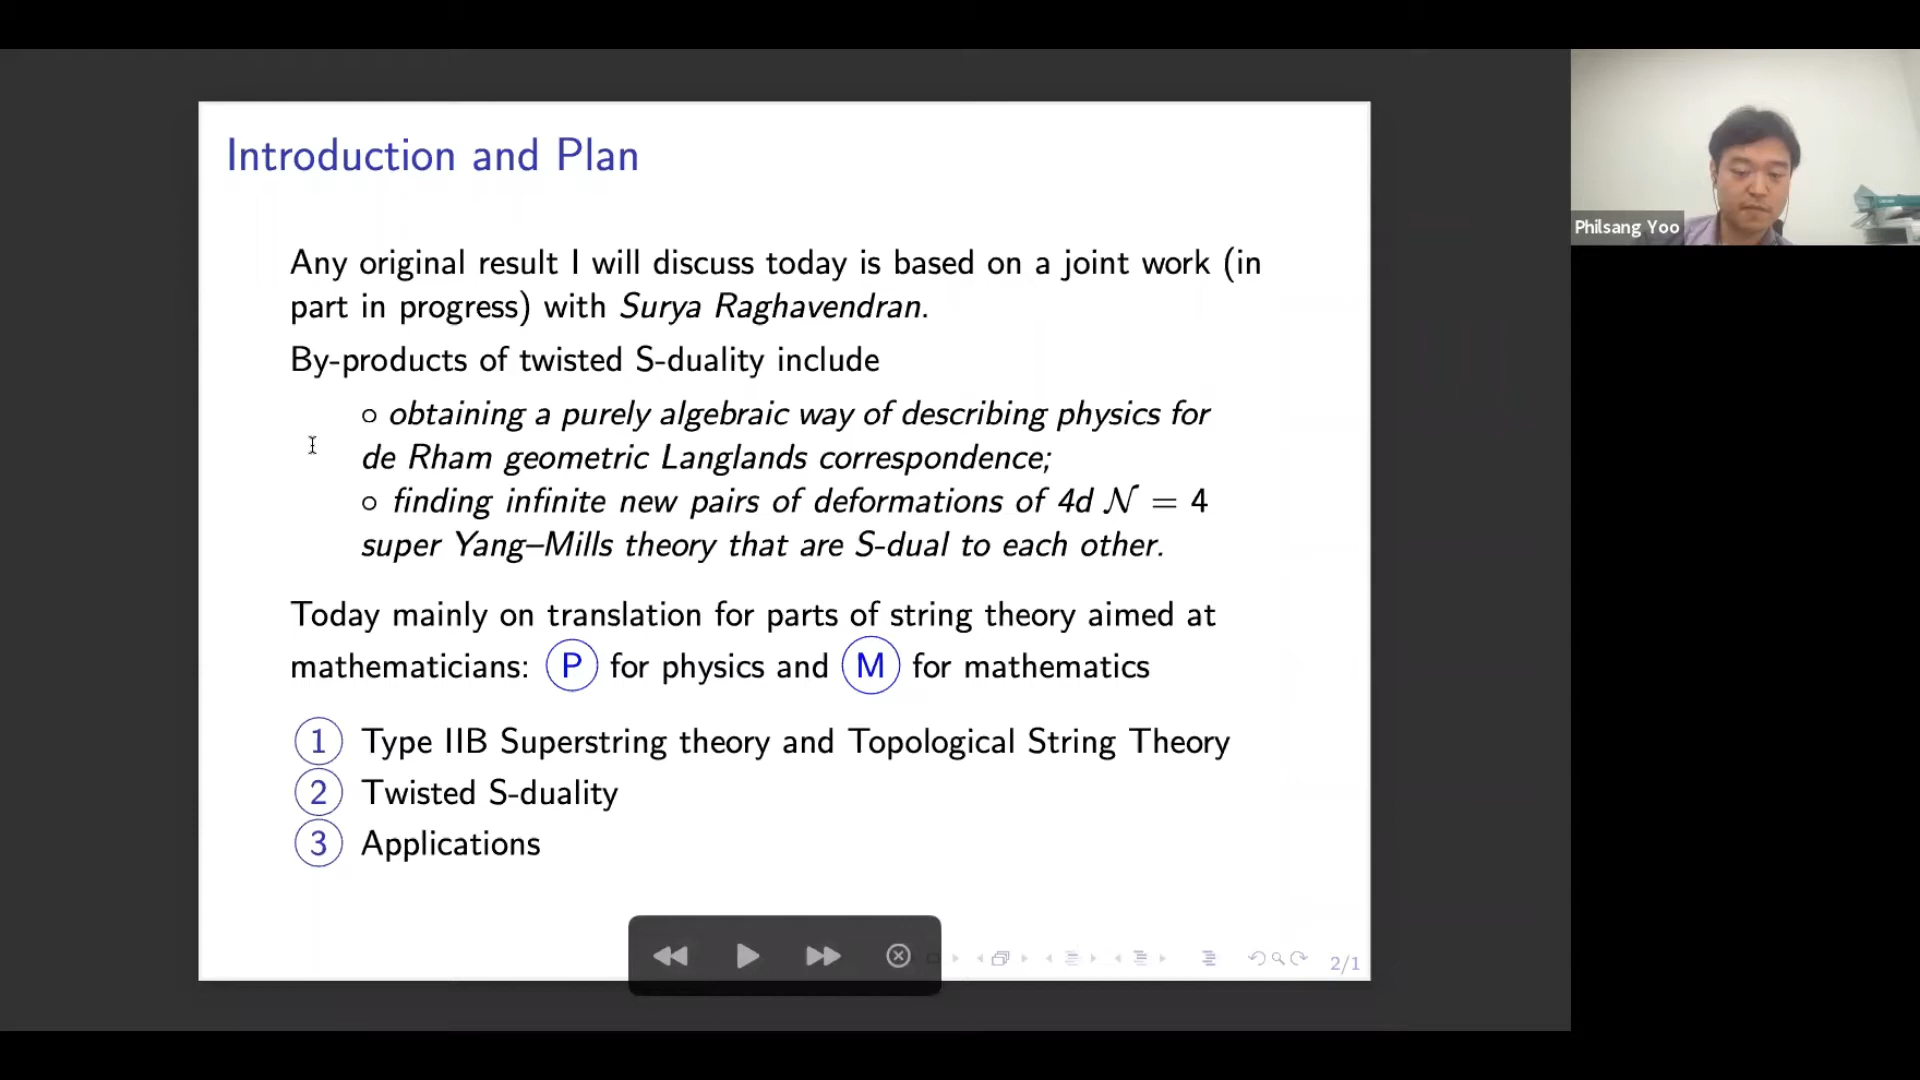 Introduction and Plan
Any original result I will discuss today is based on a joint work (in
part in progress) with Surya Raghavendran.
By-products of twisted S-duality include
○ obtaining a purely algebraic way of describing physics for
de Rham geometric Langlands correspondence;
○ finding infinite new pairs of deformations of 4d 𝒩 = 4
super Yang–Mills theory that are S-dual to each other.
Today mainly on translation for parts of string theory aimed at
mathematicians: Ⓟ for physics and Ⓜ for mathematics
① Type IIB Superstring theory and Topological String Theory
② Twisted S-duality
③ Applications
2/1
Philsang Yoo